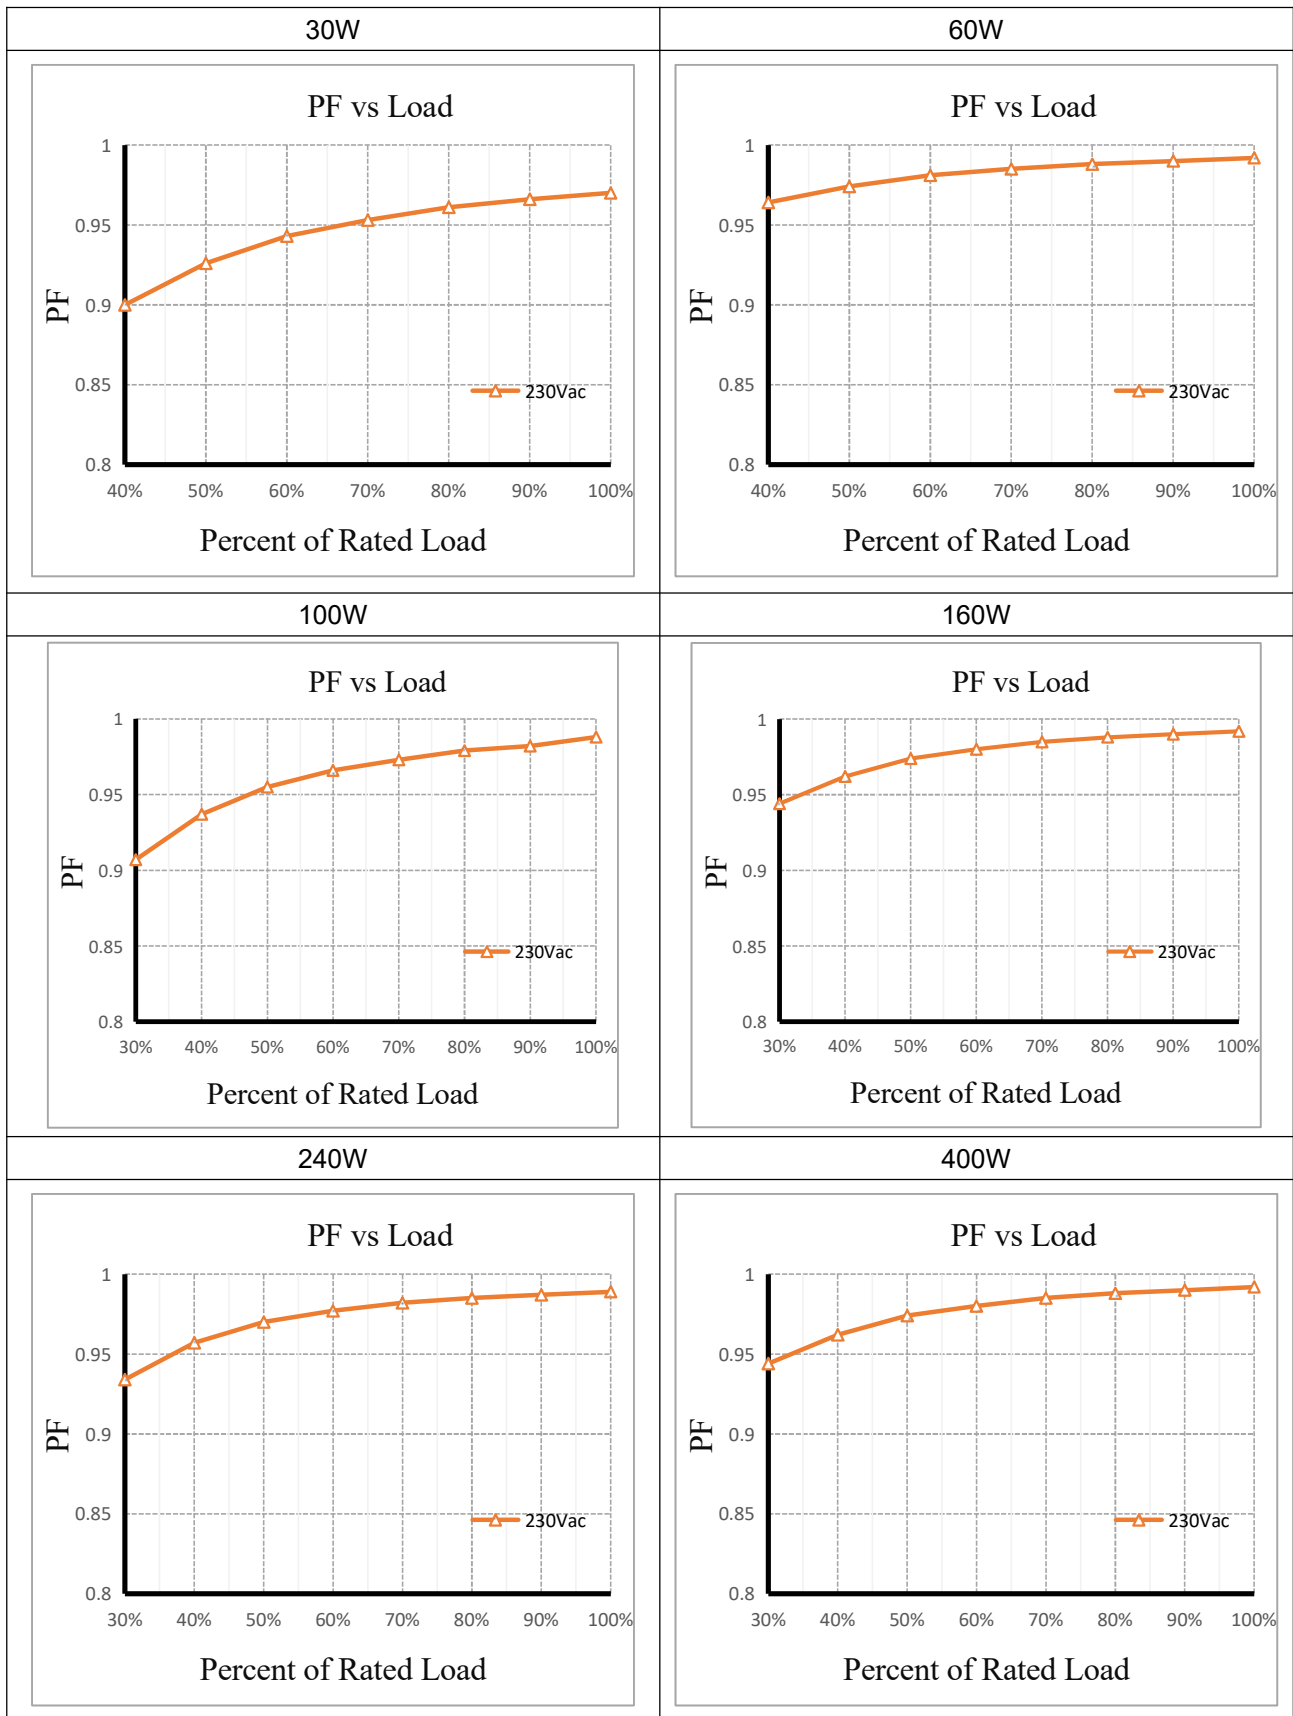 30W
60W
PF vs Load
1
0.95
0.9
0.85
0.8
PF
230Vac
40% 50% 60% 70% 80% 90% 100%
Percent of Rated Load
PF vs Load
1
0.95
0.9
0.85
0.8
PF
230Vac
40% 50% 60% 70% 80% 90% 100%
Percent of Rated Load
100W
160W
PF vs Load
1
0.95
0.9
0.85
0.8
PF
230Vac
30% 40% 50% 60% 70% 80% 90% 100%
Percent of Rated Load
PF vs Load
1
0.95
0.9
0.85
0.8
PF
230Vac
30% 40% 50% 60% 70% 80% 90% 100%
Percent of Rated Load
240W
400W
PF vs Load
1
0.95
0.9
0.85
0.8
PF
230Vac
30% 40% 50% 60% 70% 80% 90% 100%
Percent of Rated Load
PF vs Load
1
0.95
0.9
0.85
0.8
PF
230Vac
30% 40% 50% 60% 70% 80% 90% 100%
Percent of Rated Load